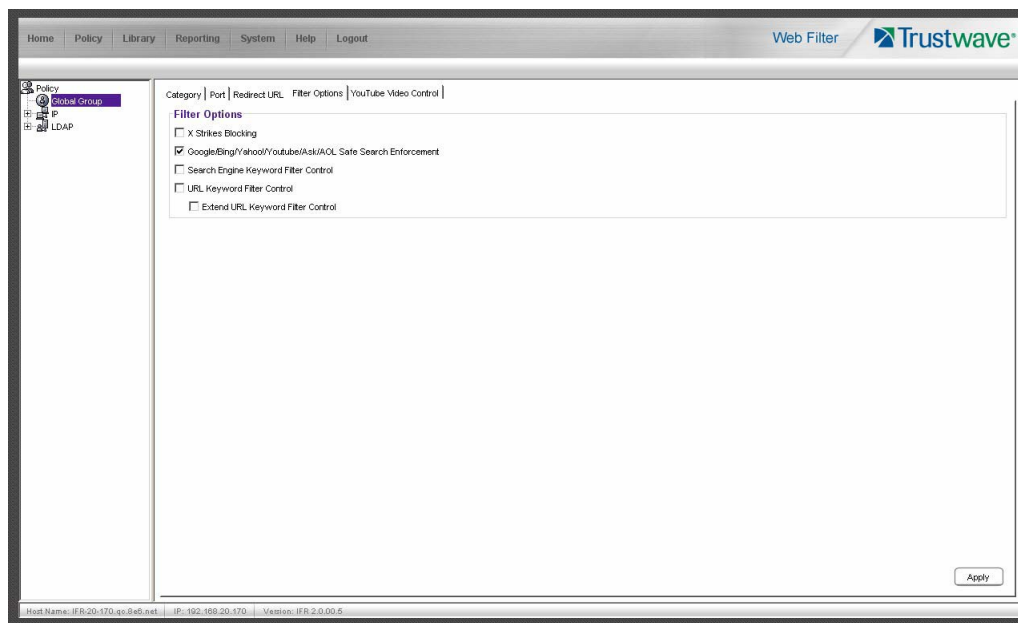 Home Policy Library Reporting System Help Logout
Web Filter
Trustwave®
Policy
Global Group
IP
LDAP
Category | Port | Redirect URL Filter Options | YouTube Video Control |
Filter Options
X Strikes Blocking
Google/Bing/Yahoo!/Youtube/Ask/AOL Safe Search Enforcement
Search Engine Keyword Filter Control
URL Keyword Filter Control
Extend URL Keyword Filter Control
Apply
Host Name: IFR-20-170.qc.8e6.net IP: 192.168.20.170 Version: IFR 2.0.00.5